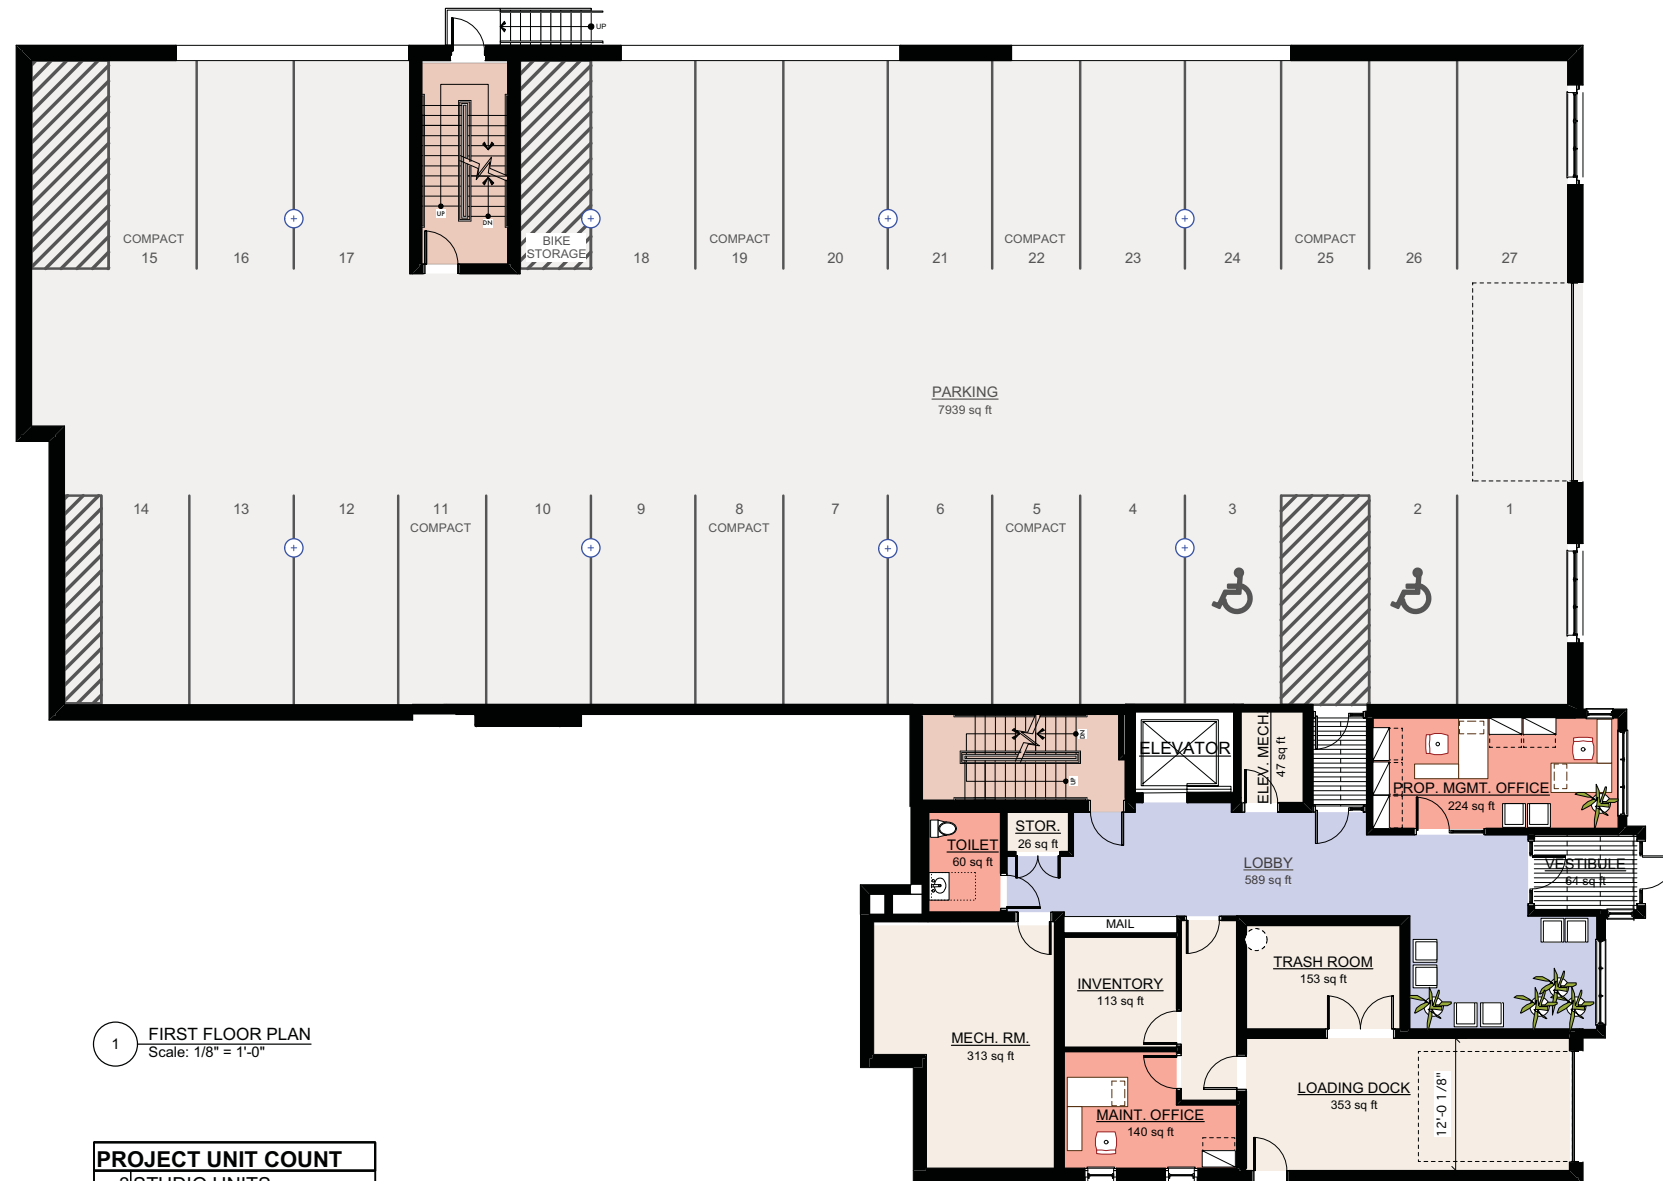 UP
UP
DN
BIKE
STORAGE
COMPACT
15
16
17
18
COMPACT
19
20
21
COMPACT
22
23
24
COMPACT
25
26
27
PARKING
7939 sq ft
14
13
12
11
COMPACT
10
9
8
COMPACT
7
6
5
COMPACT
4
3
2
1
DN
UP
ELEVATOR
ELEV. MECH.
47 sq ft
PROP. MGMT. OFFICE
224 sq ft
TOILET
60 sq ft
STOR.
26 sq ft
LOBBY
589 sq ft
VESTIBULE
64 sq ft
MAIL
INVENTORY
113 sq ft
TRASH ROOM
153 sq ft
MECH. RM.
313 sq ft
MAINT. OFFICE
140 sq ft
LOADING DOCK
353 sq ft
12'-0 1/8"
1
FIRST FLOOR PLAN
Scale: 1/8" = 1'-0"
PROJECT UNIT COUNT
STUDIO UNITS